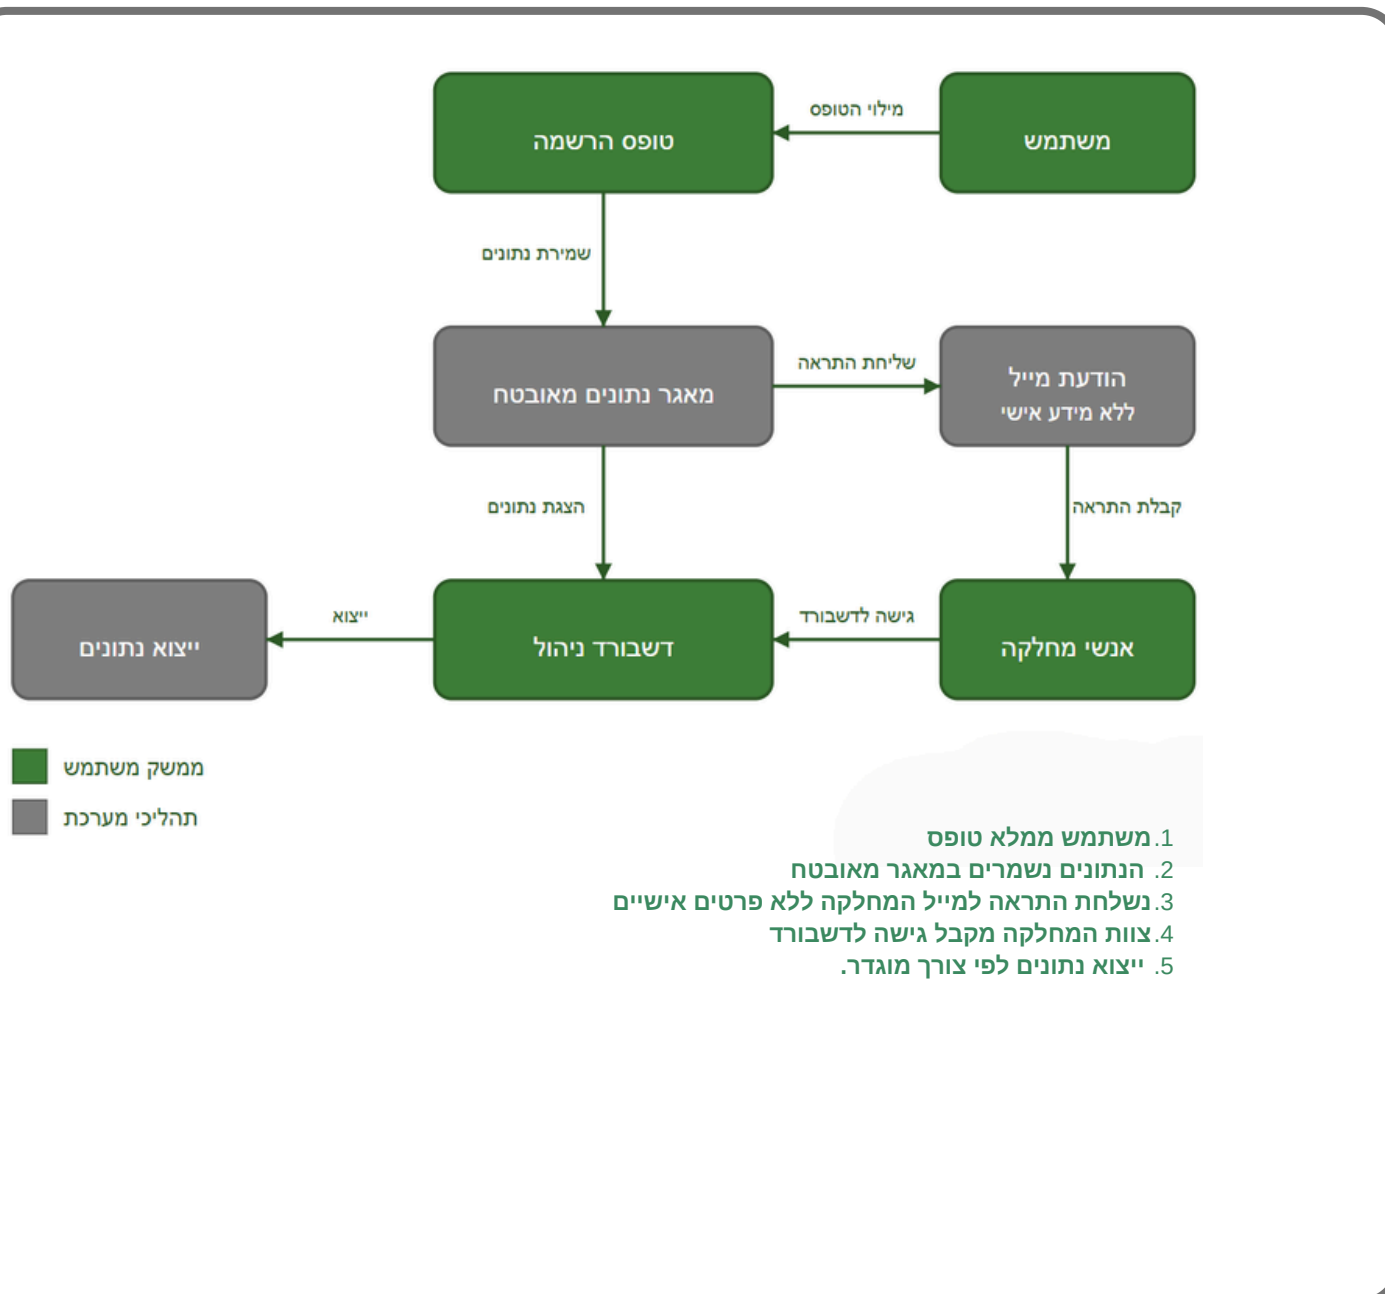 משתמש
מילוי הטופס
טופס הרשמה
שמירת נתונים
מאגר נתונים מאובטח
שליחת התראה
הודעת מייל
ללא מידע אישי
קבלת התראה
הצגת נתונים
אנשי מחלקה
גישה לדשבורד
דשבורד ניהול
ייצוא
ייצוא נתונים
ממשק משתמש
תהליכי מערכת
1. משתמש ממלא טופס
2. הנתונים נשמרים במאגר מאובטח
3. נשלחת התראה למייל המחלקה ללא פרטים אישיים
4. צוות המחלקה מקבל גישה לדשבורד
5. ייצוא נתונים לפי צורך מוגדר.